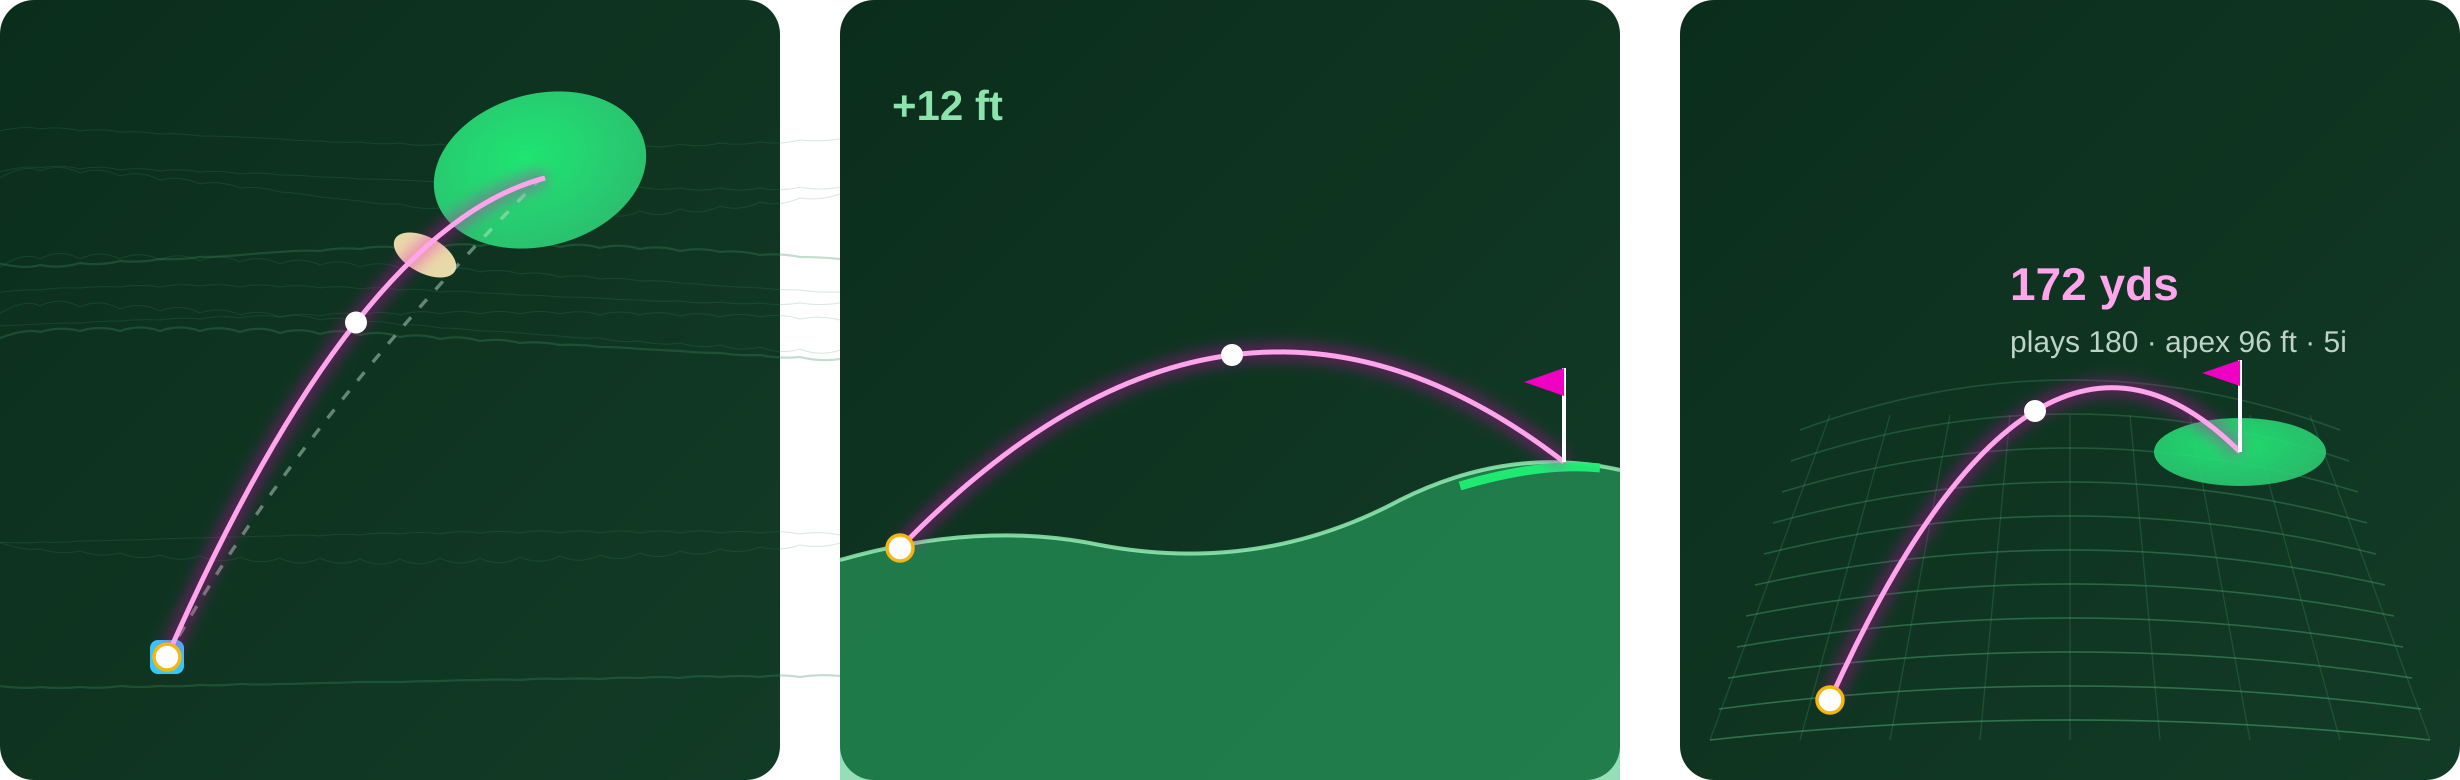 +12 ft
172 yds
plays 180 · apex 96 ft · 5i